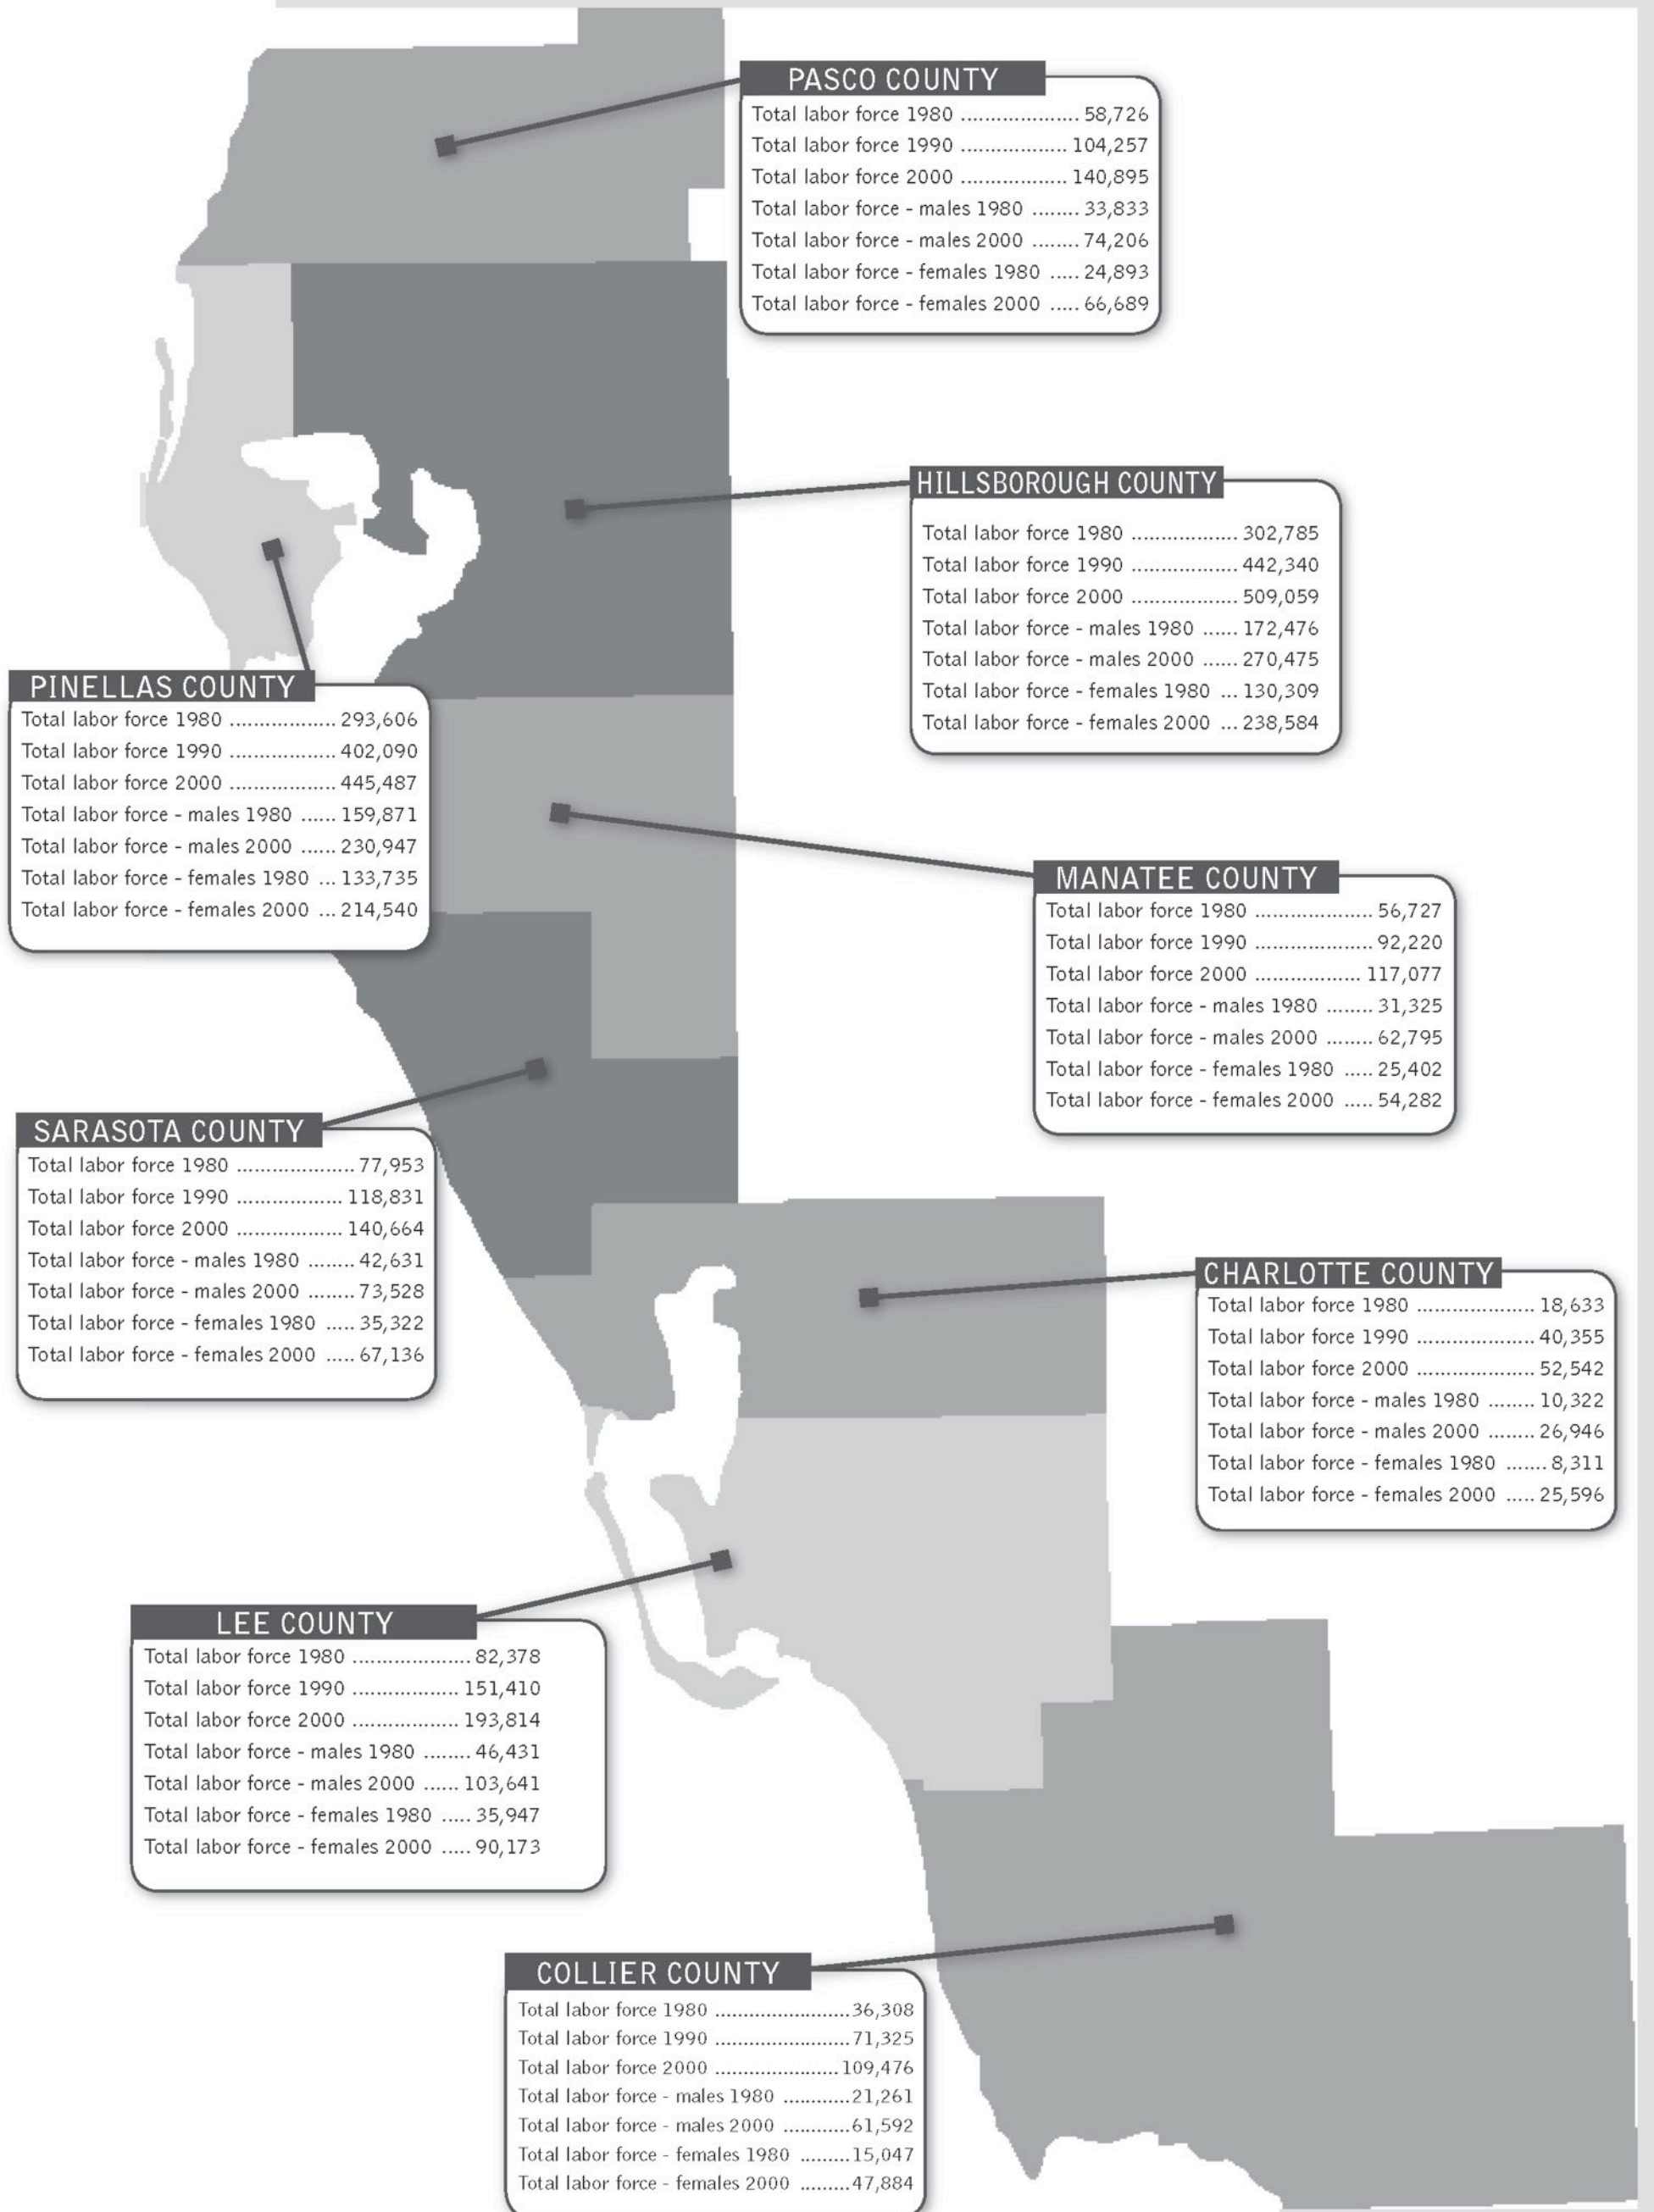 PASCO COUNTY
Total labor force 1980 .................... 58,726
Total labor force 1990 .................. 104,257
Total labor force 2000 .................. 140,895
Total labor force - males 1980 ........ 33,833
Total labor force - males 2000 ........ 74,206
Total labor force - females 1980 ..... 24,893
Total labor force - females 2000 ..... 66,689
HILLSBOROUGH COUNTY
Total labor force 1980 .................. 302,785
Total labor force 1990 .................. 442,340
Total labor force 2000 .................. 509,059
Total labor force - males 1980 ...... 172,476
Total labor force - males 2000 ...... 270,475
Total labor force - females 1980 ... 130,309
Total labor force - females 2000 ... 238,584
PINELLAS COUNTY
Total labor force 1980 .................. 293,606
Total labor force 1990 .................. 402,090
Total labor force 2000 .................. 445,487
Total labor force - males 1980 ...... 159,871
Total labor force - males 2000 ...... 230,947
Total labor force - females 1980 ... 133,735
Total labor force - females 2000 ... 214,540
MANATEE COUNTY
Total labor force 1980 .................... 56,727
Total labor force 1990 .................... 92,220
Total labor force 2000 .................. 117,077
Total labor force - males 1980 ........ 31,325
Total labor force - males 2000 ........ 62,795
Total labor force - females 1980 ..... 25,402
Total labor force - females 2000 ..... 54,282
SARASOTA COUNTY
Total labor force 1980 .................... 77,953
Total labor force 1990 .................. 118,831
Total labor force 2000 .................. 140,664
Total labor force - males 1980 ........ 42,631
Total labor force - males 2000 ........ 73,528
Total labor force - females 1980 ..... 35,322
Total labor force - females 2000 ..... 67,136
CHARLOTTE COUNTY
Total labor force 1980 .................... 18,633
Total labor force 1990 .................... 40,355
Total labor force 2000 .................... 52,542
Total labor force - males 1980 ........ 10,322
Total labor force - males 2000 ........ 26,946
Total labor force - females 1980 ....... 8,311
Total labor force - females 2000 ..... 25,596
LEE COUNTY
Total labor force 1980 .................... 82,378
Total labor force 1990 .................. 151,410
Total labor force 2000 .................. 193,814
Total labor force - males 1980 ........ 46,431
Total labor force - males 2000 ...... 103,641
Total labor force - females 1980 ..... 35,947
Total labor force - females 2000 ..... 90,173
COLLIER COUNTY
Total labor force 1980 .......................36,308
Total labor force 1990 .......................71,325
Total labor force 2000 .....................109,476
Total labor force - males 1980 ............21,261
Total labor force - males 2000 ............61,592
Total labor force - females 1980 .........15,047
Total labor force - females 2000 .........47,884